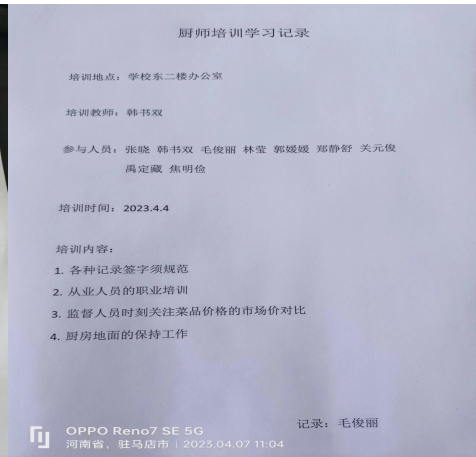 厨师培训学习记录
培训地点：学校东二楼办公室
培训教师：韩书双
参与人员：张晓 韩书双 毛俊丽 林莹 郭媛媛 郑静舒 关元俊
禹定藏 焦明俭
培训时间：2023.4.4
培训内容：
1. 各种记录签字须规范
2. 从业人员的职业培训
3. 监督人员时刻关注菜品价格的市场价对比
4. 厨房地面的保持工作
记录：毛俊丽
OPPO Reno7 SE 5G
河南省、驻马店市 | 2023.04.07 11:04